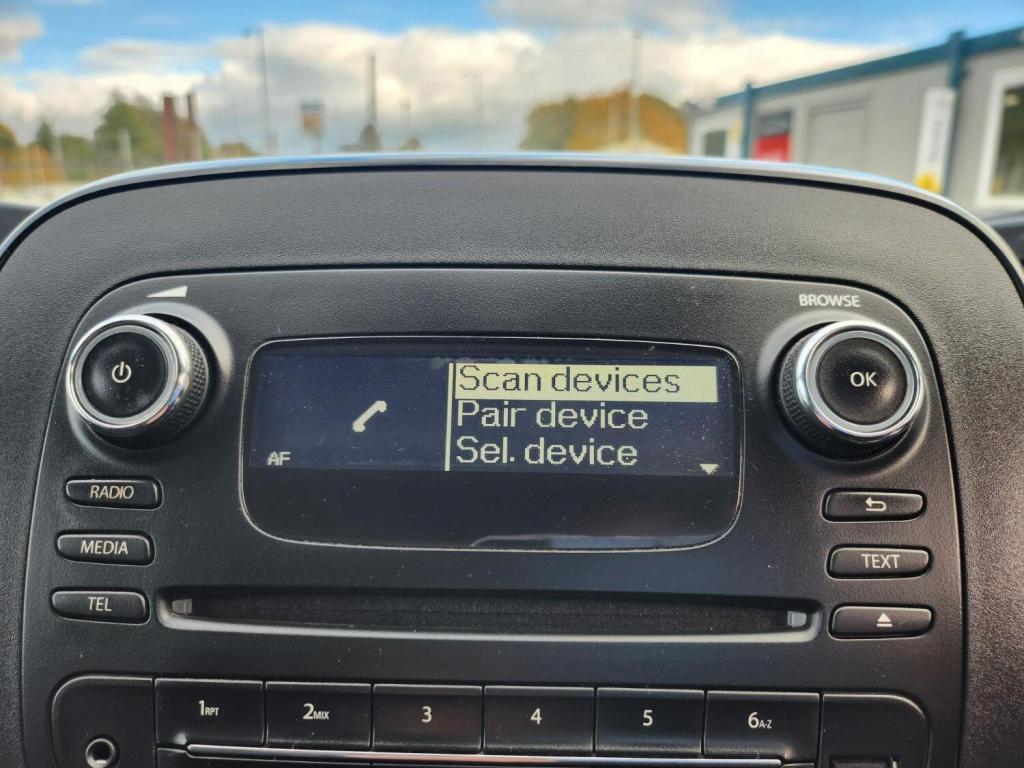 BROWSE
Scan devices
Pair device
Sel. device
AF
OK
RADIO
MEDIA
TEL
TEXT
1RPT
2MIX
3
4
5
6A-Z